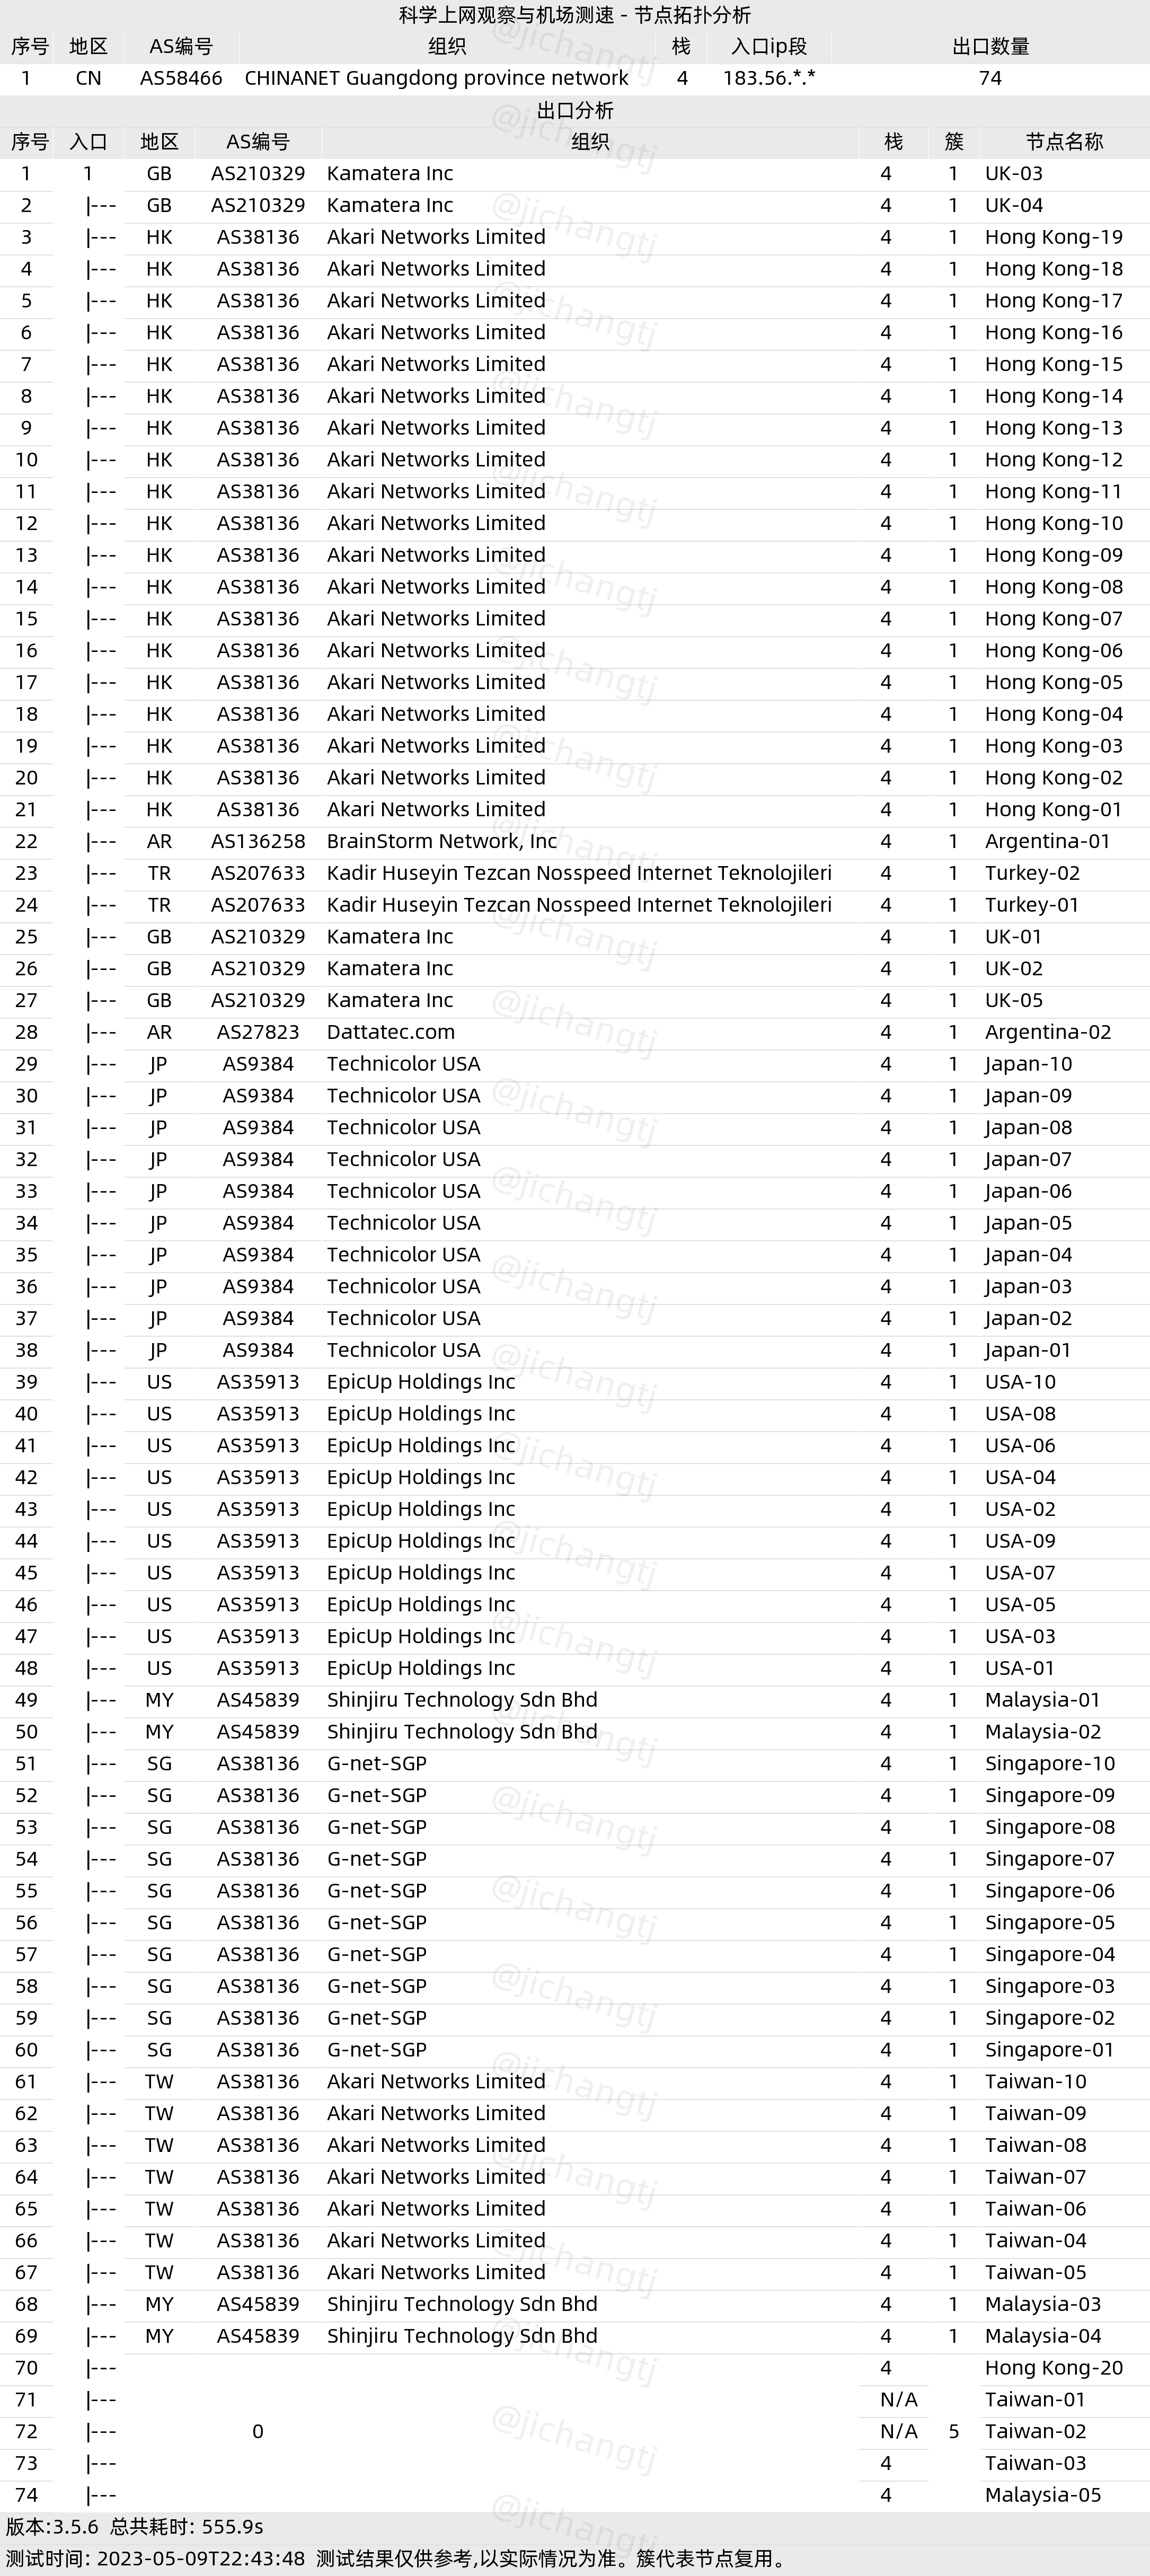 科学上网观察与机场测速 - 节点拓扑分析
序号 地区 AS编号 组织 栈 入口ip段 出口数量
1 CN AS58466 CHINANET Guangdong province network 4 183.56.*.* 74
出口分析
序号 入口 地区 AS编号 组织 栈 簇 节点名称
1 1 GB AS210329 Kamatera Inc 4 1 UK-03
2 |--- GB AS210329 Kamatera Inc 4 1 UK-04
3 |--- HK AS38136 Akari Networks Limited 4 1 Hong Kong-19
4 |--- HK AS38136 Akari Networks Limited 4 1 Hong Kong-18
5 |--- HK AS38136 Akari Networks Limited 4 1 Hong Kong-17
6 |--- HK AS38136 Akari Networks Limited 4 1 Hong Kong-16
7 |--- HK AS38136 Akari Networks Limited 4 1 Hong Kong-15
8 |--- HK AS38136 Akari Networks Limited 4 1 Hong Kong-14
9 |--- HK AS38136 Akari Networks Limited 4 1 Hong Kong-13
10 |--- HK AS38136 Akari Networks Limited 4 1 Hong Kong-12
11 |--- HK AS38136 Akari Networks Limited 4 1 Hong Kong-11
12 |--- HK AS38136 Akari Networks Limited 4 1 Hong Kong-10
13 |--- HK AS38136 Akari Networks Limited 4 1 Hong Kong-09
14 |--- HK AS38136 Akari Networks Limited 4 1 Hong Kong-08
15 |--- HK AS38136 Akari Networks Limited 4 1 Hong Kong-07
16 |--- HK AS38136 Akari Networks Limited 4 1 Hong Kong-06
17 |--- HK AS38136 Akari Networks Limited 4 1 Hong Kong-05
18 |--- HK AS38136 Akari Networks Limited 4 1 Hong Kong-04
19 |--- HK AS38136 Akari Networks Limited 4 1 Hong Kong-03
20 |--- HK AS38136 Akari Networks Limited 4 1 Hong Kong-02
21 |--- HK AS38136 Akari Networks Limited 4 1 Hong Kong-01
22 |--- AR AS136258 BrainStorm Network, Inc 4 1 Argentina-01
23 |--- TR AS207633 Kadir Huseyin Tezcan Nosspeed Internet Teknolojileri 4 1 Turkey-02
24 |--- TR AS207633 Kadir Huseyin Tezcan Nosspeed Internet Teknolojileri 4 1 Turkey-01
25 |--- GB AS210329 Kamatera Inc 4 1 UK-01
26 |--- GB AS210329 Kamatera Inc 4 1 UK-02
27 |--- GB AS210329 Kamatera Inc 4 1 UK-05
28 |--- AR AS27823 Dattatec.com 4 1 Argentina-02
29 |--- JP AS9384 Technicolor USA 4 1 Japan-10
30 |--- JP AS9384 Technicolor USA 4 1 Japan-09
31 |--- JP AS9384 Technicolor USA 4 1 Japan-08
32 |--- JP AS9384 Technicolor USA 4 1 Japan-07
33 |--- JP AS9384 Technicolor USA 4 1 Japan-06
34 |--- JP AS9384 Technicolor USA 4 1 Japan-05
35 |--- JP AS9384 Technicolor USA 4 1 Japan-04
36 |--- JP AS9384 Technicolor USA 4 1 Japan-03
37 |--- JP AS9384 Technicolor USA 4 1 Japan-02
38 |--- JP AS9384 Technicolor USA 4 1 Japan-01
39 |--- US AS35913 EpicUp Holdings Inc 4 1 USA-10
40 |--- US AS35913 EpicUp Holdings Inc 4 1 USA-08
41 |--- US AS35913 EpicUp Holdings Inc 4 1 USA-06
42 |--- US AS35913 EpicUp Holdings Inc 4 1 USA-04
43 |--- US AS35913 EpicUp Holdings Inc 4 1 USA-02
44 |--- US AS35913 EpicUp Holdings Inc 4 1 USA-09
45 |--- US AS35913 EpicUp Holdings Inc 4 1 USA-07
46 |--- US AS35913 EpicUp Holdings Inc 4 1 USA-05
47 |--- US AS35913 EpicUp Holdings Inc 4 1 USA-03
48 |--- US AS35913 EpicUp Holdings Inc 4 1 USA-01
49 |--- MY AS45839 Shinjiru Technology Sdn Bhd 4 1 Malaysia-01
50 |--- MY AS45839 Shinjiru Technology Sdn Bhd 4 1 Malaysia-02
51 |--- SG AS38136 G-net-SGP 4 1 Singapore-10
52 |--- SG AS38136 G-net-SGP 4 1 Singapore-09
53 |--- SG AS38136 G-net-SGP 4 1 Singapore-08
54 |--- SG AS38136 G-net-SGP 4 1 Singapore-07
55 |--- SG AS38136 G-net-SGP 4 1 Singapore-06
56 |--- SG AS38136 G-net-SGP 4 1 Singapore-05
57 |--- SG AS38136 G-net-SGP 4 1 Singapore-04
58 |--- SG AS38136 G-net-SGP 4 1 Singapore-03
59 |--- SG AS38136 G-net-SGP 4 1 Singapore-02
60 |--- SG AS38136 G-net-SGP 4 1 Singapore-01
61 |--- TW AS38136 Akari Networks Limited 4 1 Taiwan-10
62 |--- TW AS38136 Akari Networks Limited 4 1 Taiwan-09
63 |--- TW AS38136 Akari Networks Limited 4 1 Taiwan-08
64 |--- TW AS38136 Akari Networks Limited 4 1 Taiwan-07
65 |--- TW AS38136 Akari Networks Limited 4 1 Taiwan-06
66 |--- TW AS38136 Akari Networks Limited 4 1 Taiwan-04
67 |--- TW AS38136 Akari Networks Limited 4 1 Taiwan-05
68 |--- MY AS45839 Shinjiru Technology Sdn Bhd 4 1 Malaysia-03
69 |--- MY AS45839 Shinjiru Technology Sdn Bhd 4 1 Malaysia-04
70 |--- 4 Hong Kong-20
71 |--- N/A Taiwan-01
72 |--- 0 N/A 5 Taiwan-02
73 |--- 4 Taiwan-03
74 |--- 4 Malaysia-05
版本:3.5.6 总共耗时: 555.9s
测试时间: 2023-05-09T22:43:48 测试结果仅供参考,以实际情况为准。簇代表节点复用。
@jichangtj